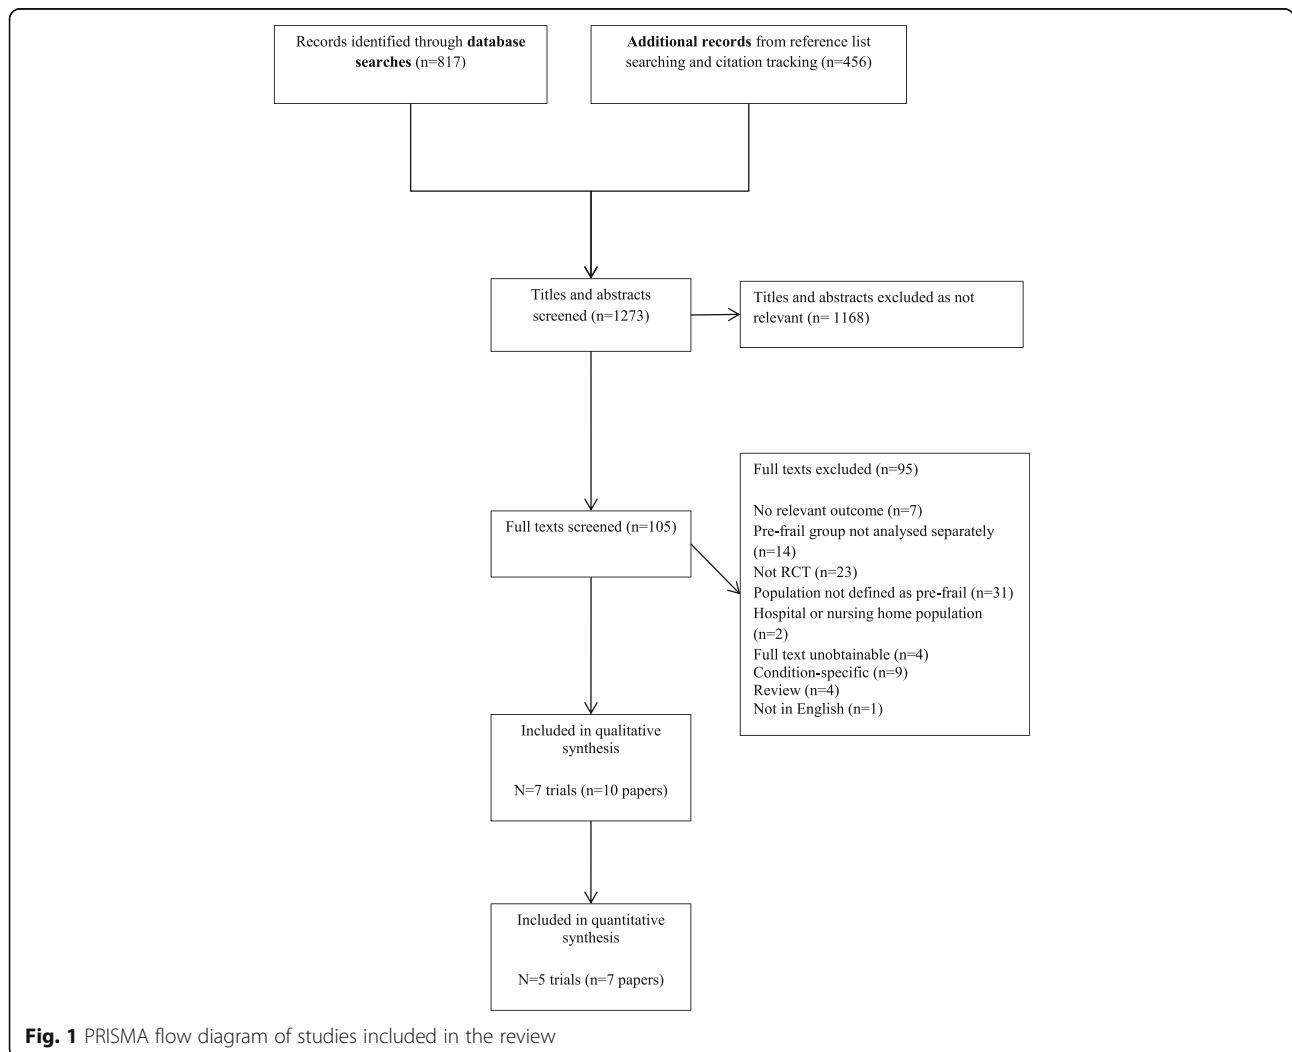 Records identified through database
searches (n=817)
Additional records from reference list
searching and citation tracking (n=456)
Titles and abstracts
screened (n=1273)
Titles and abstracts excluded as not
relevant (n= 1168)
Full texts screened (n=105)
Full texts excluded (n=95)
No relevant outcome (n=7)
Pre-frail group not analysed separately
(n=14)
Not RCT (n=23)
Population not defined as pre-frail (n=31)
Hospital or nursing home population
(n=2)
Full text unobtainable (n=4)
Condition-specific (n=9)
Review (n=4)
Not in English (n=1)
Included in qualitative
synthesis
N=7 trials (n=10 papers)
Included in quantitative
synthesis
N=5 trials (n=7 papers)
Fig. 1 PRISMA flow diagram of studies included in the review